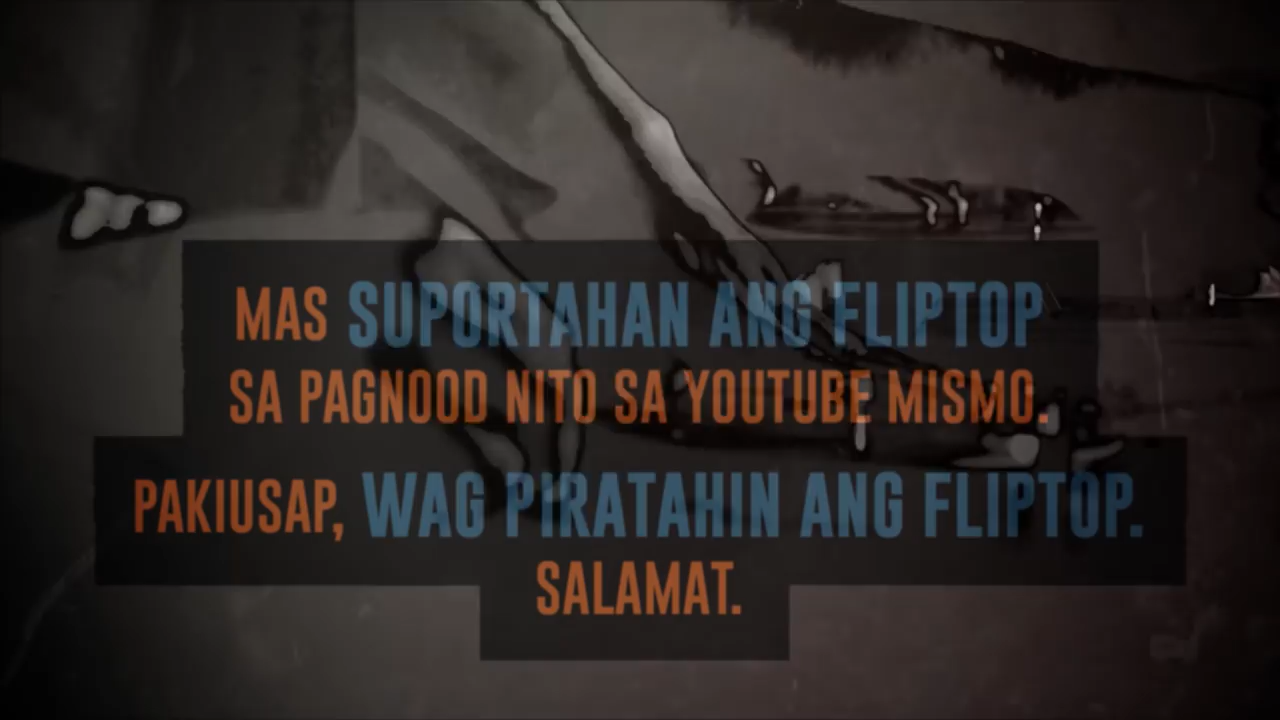 MAS SUPORTAHAN ANG FLIPTOP
SA PAGNOOD NITO SA YOUTUBE MISMO.
PAKIUSAP, WAG PIRATAHIN ANG FLIPTOP.
SALAMAT.